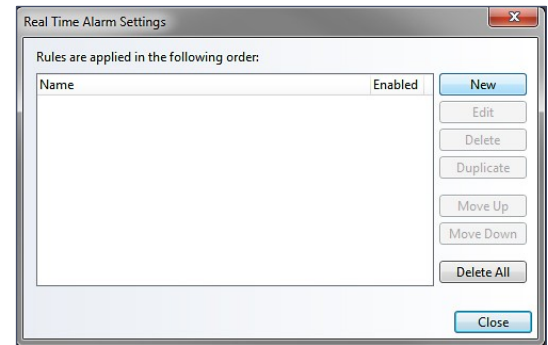 Real Time Alarm Settings
Rules are applied in the following order:
Name Enabled
New
Edit
Delete
Duplicate
Move Up
Move Down
Delete All
Close